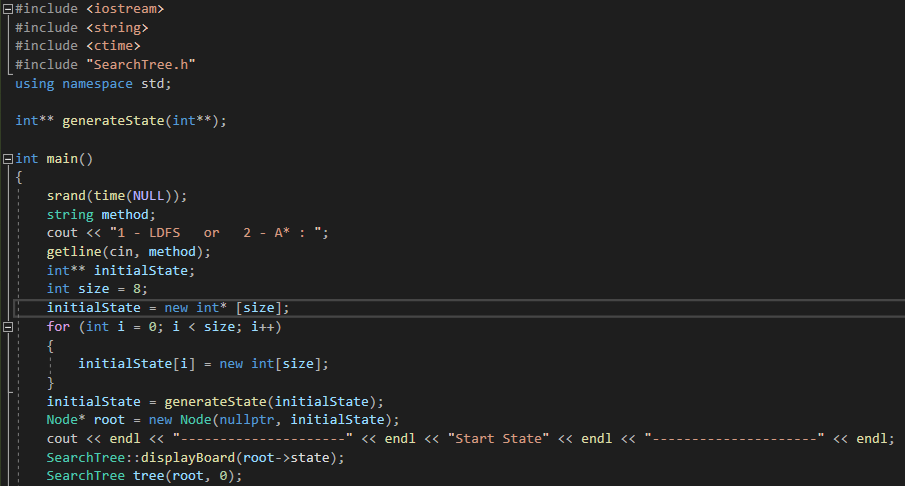 #include <iostream>
#include <string>
#include <ctime>
#include "SearchTree.h"
using namespace std;
int** generateState(int**);
int main()
{
srand(time(NULL));
string method;
cout << "1 - LDFS   or   2 - A* : ";
getline(cin, method);
int** initialState;
int size = 8;
initialState = new int* [size];
for (int i = 0; i < size; i++)
{
initialState[i] = new int[size];
}
initialState = generateState(initialState);
Node* root = new Node(nullptr, initialState);
cout << endl << "---------------------" << endl << "Start State" << endl << "---------------------" << endl;
SearchTree::displayBoard(root->state);
SearchTree tree(root, 0);